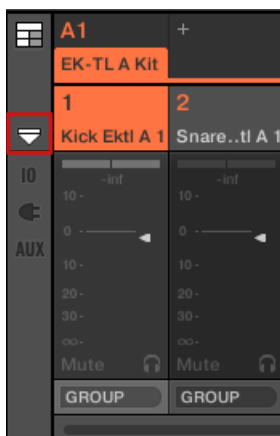 A1 +
EK-TL A Kit
1 2
Kick Ektl A 1 Snare..tl A 1
-inf -inf
10- 10-
0 - 0 -
10- 10-
20- 20-
30- 30-
∞- ∞-
Mute Mute
GROUP GROUP
IO
AUX